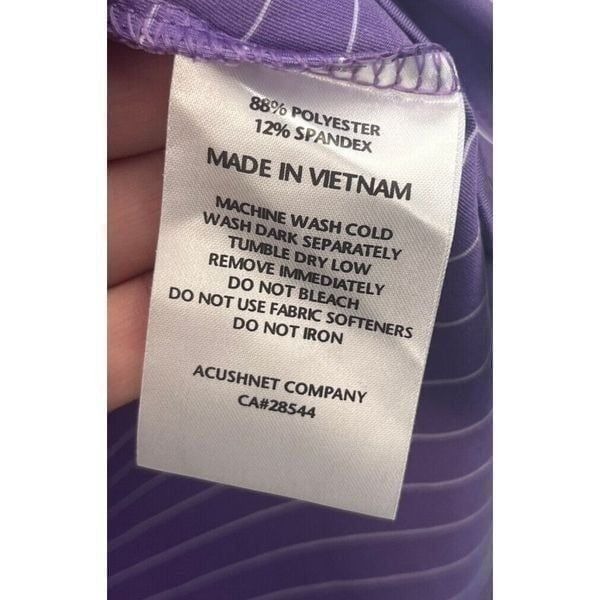 88% POLYESTER
12% SPANDEX
MADE IN VIETNAM
MACHINE WASH COLD
WASH DARK SEPARATELY
TUMBLE DRY LOW
REMOVE IMMEDIATELY
DO NOT BLEACH
DO NOT USE FABRIC SOFTENERS
DO NOT IRON
ACUSHNET COMPANY
CA#28544